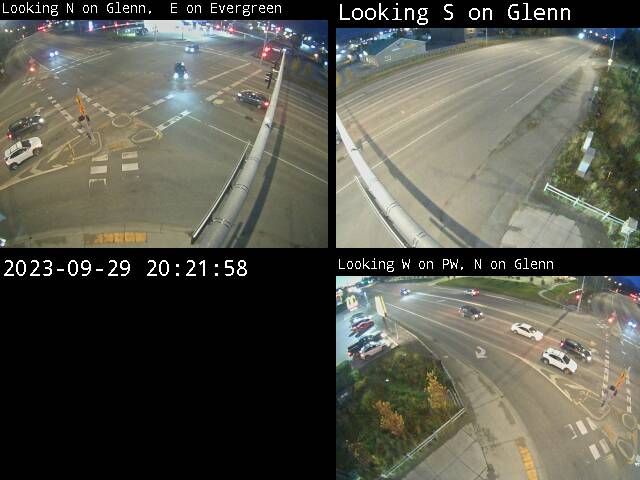 Looking N on Glenn,  E on Evergreen
Looking S on Glenn
2023-09-29 20:21:58
Looking W on PW, N on Glenn